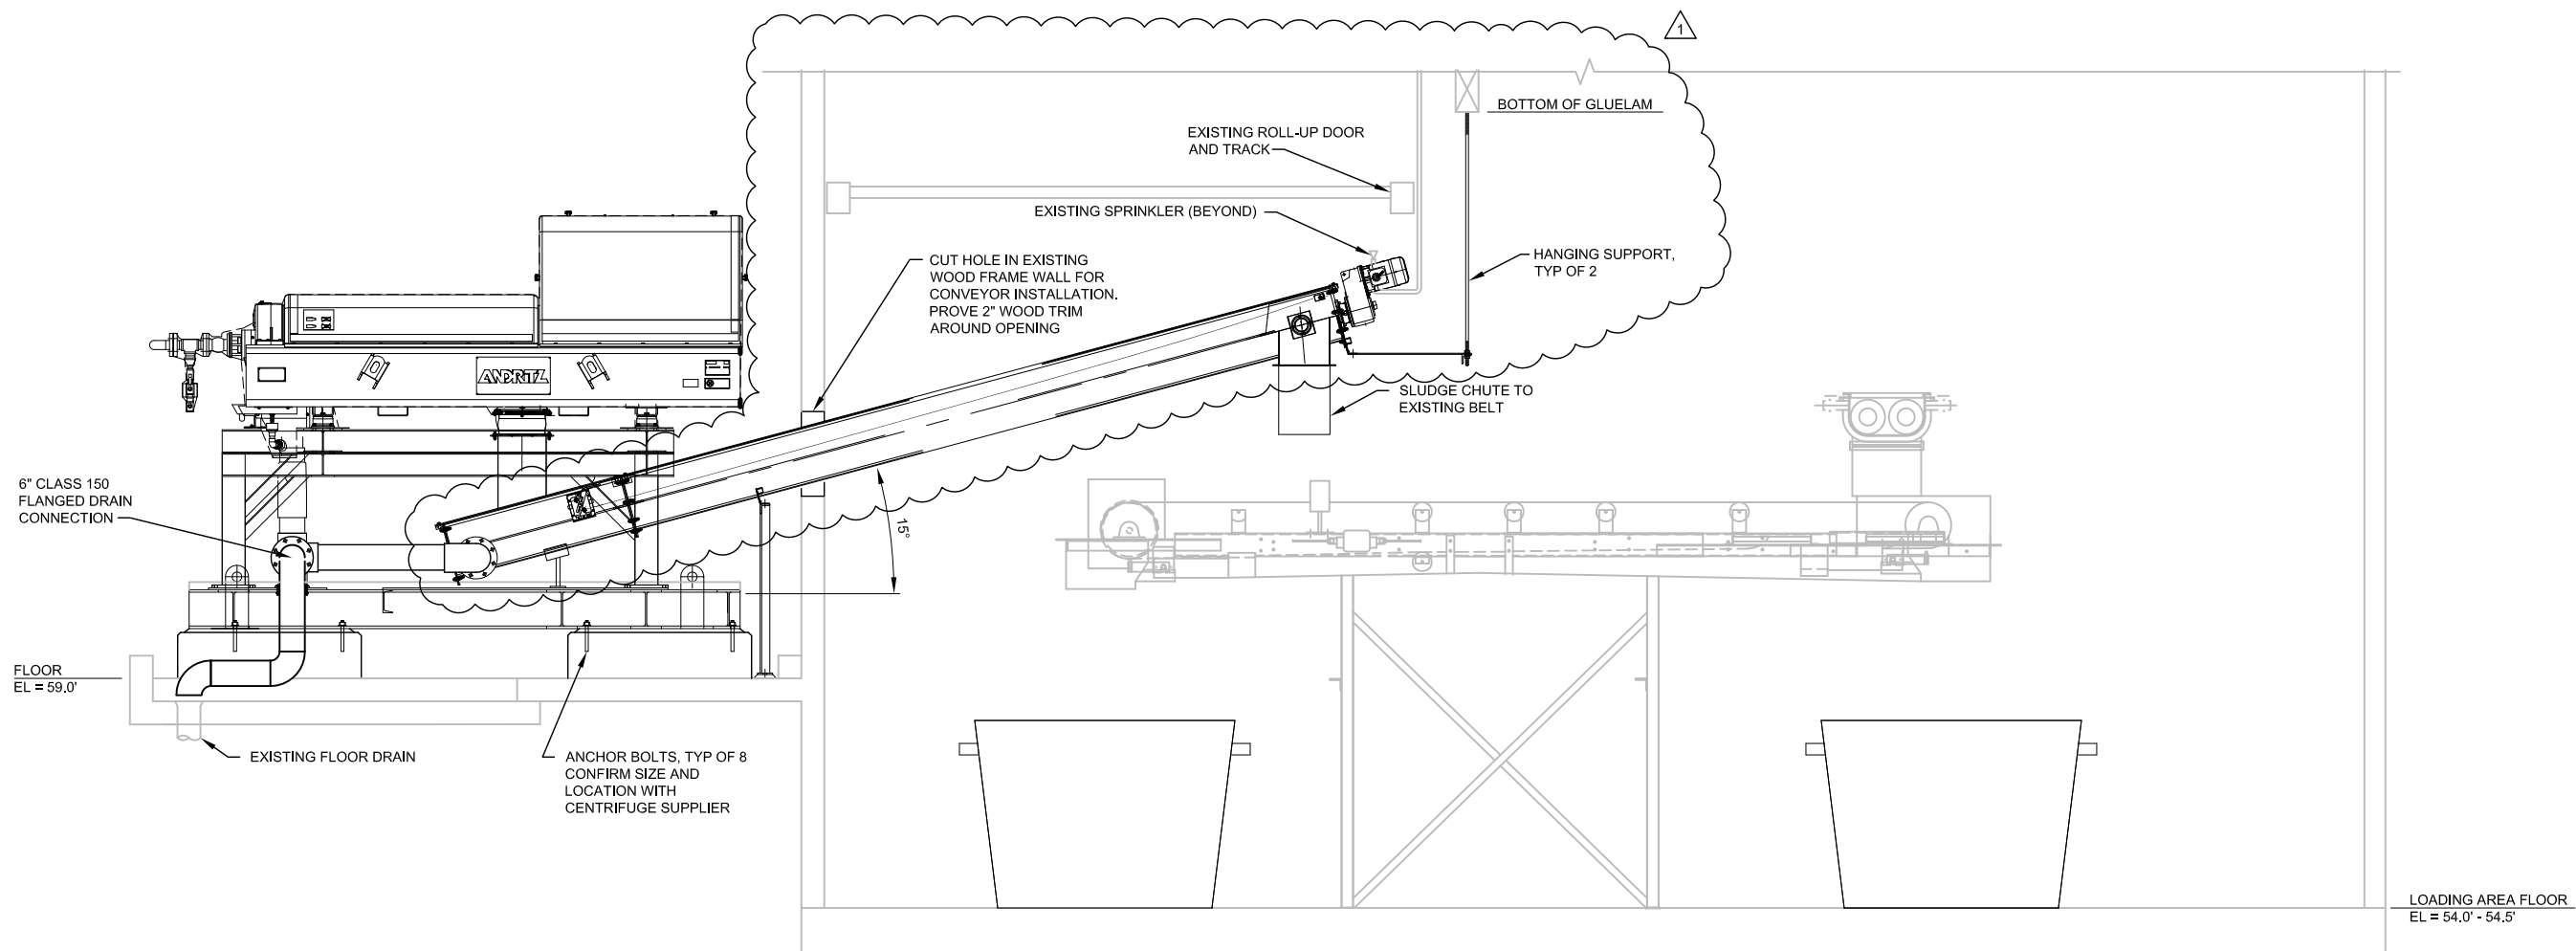 1
BOTTOM OF GLUELAM
EXISTING ROLL-UP DOOR
AND TRACK
EXISTING SPRINKLER (BEYOND)
CUT HOLE IN EXISTING
WOOD FRAME WALL FOR
CONVEYOR INSTALLATION.
PROVE 2" WOOD TRIM
AROUND OPENING
HANGING SUPPORT,
TYP OF 2
ANDRITZ
SLUDGE CHUTE TO
EXISTING BELT
6" CLASS 150
FLANGED DRAIN
CONNECTION
15°
FLOOR
EL = 59.0'
EXISTING FLOOR DRAIN
ANCHOR BOLTS, TYP OF 8
CONFIRM SIZE AND
LOCATION WITH
CENTRIFUGE SUPPLIER
LOADING AREA FLOOR
EL = 54.0' - 54.5'